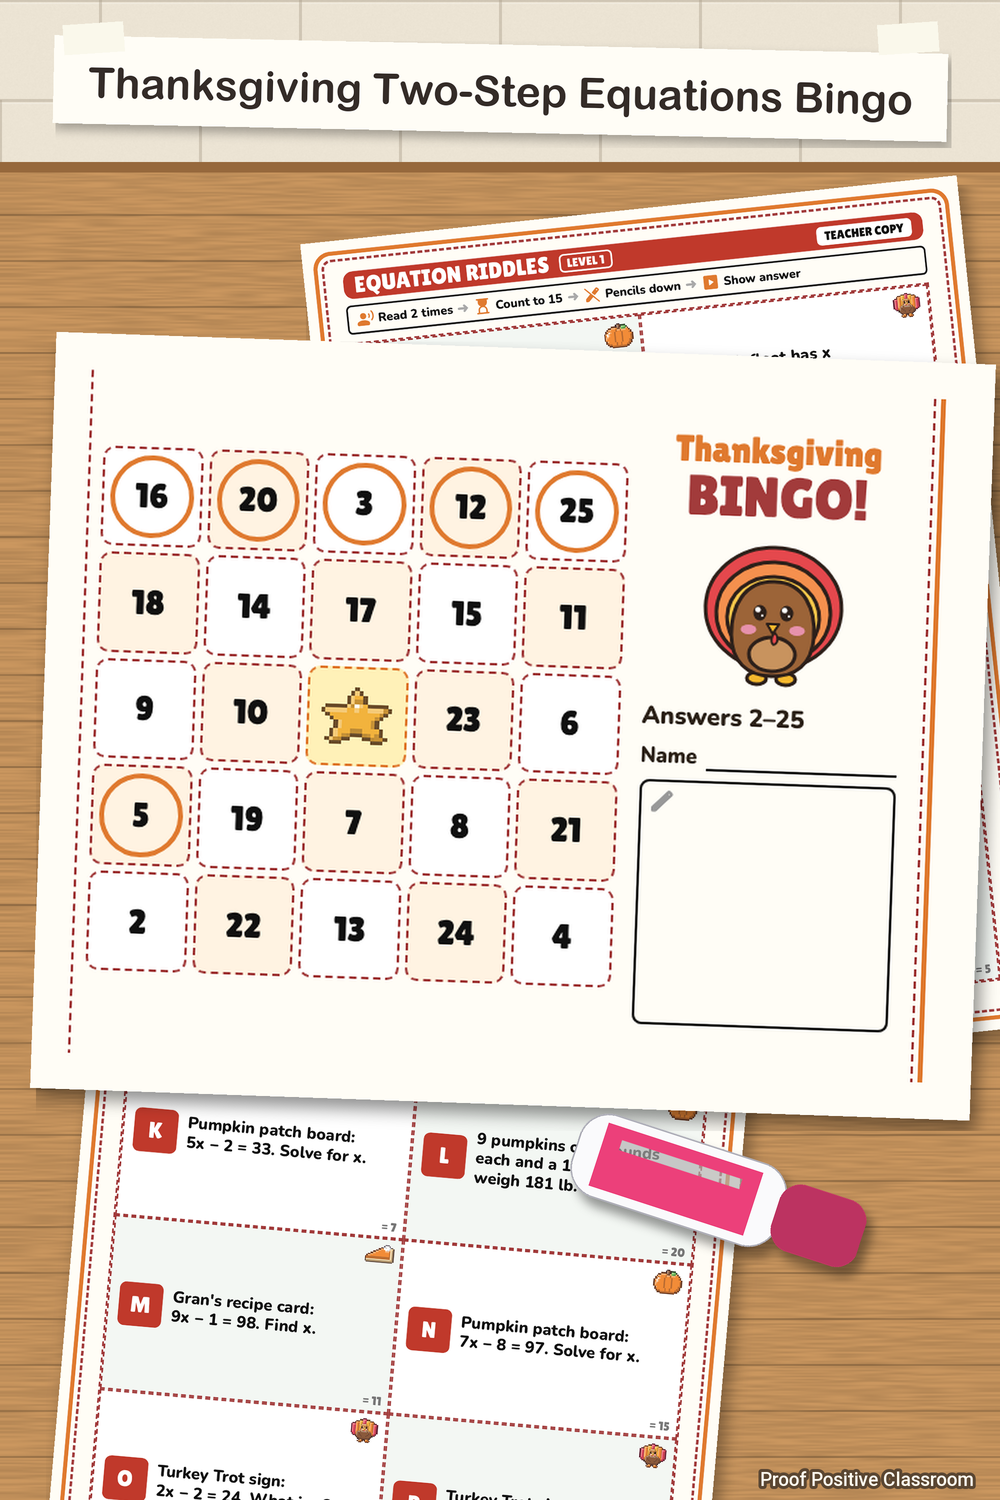 Thanksgiving Two-Step Equations Bingo
EQUATION RIDDLES LEVEL 1 TEACHER COPY
Read 2 times → Count to 15 → Pencils down → Show answer
has x
Thanksgiving
BINGO!
16 20 3 12 25
18 14 17 15 11
9 10 23 6
5 19 7 8 21
2 22 13 24 4
Answers 2–25
Name
= 5
K Pumpkin patch board:
5x – 2 = 33. Solve for x.
= 7
L 9 pumpkins
each and a 1
weigh 181 lb.
= 20
M Gran's recipe card:
9x – 1 = 98. Find x.
= 11
N Pumpkin patch board:
7x – 8 = 97. Solve for x.
= 15
O Turkey Trot sign:
2x – 2 = 24.
Turkey
Proof Positive Classroom